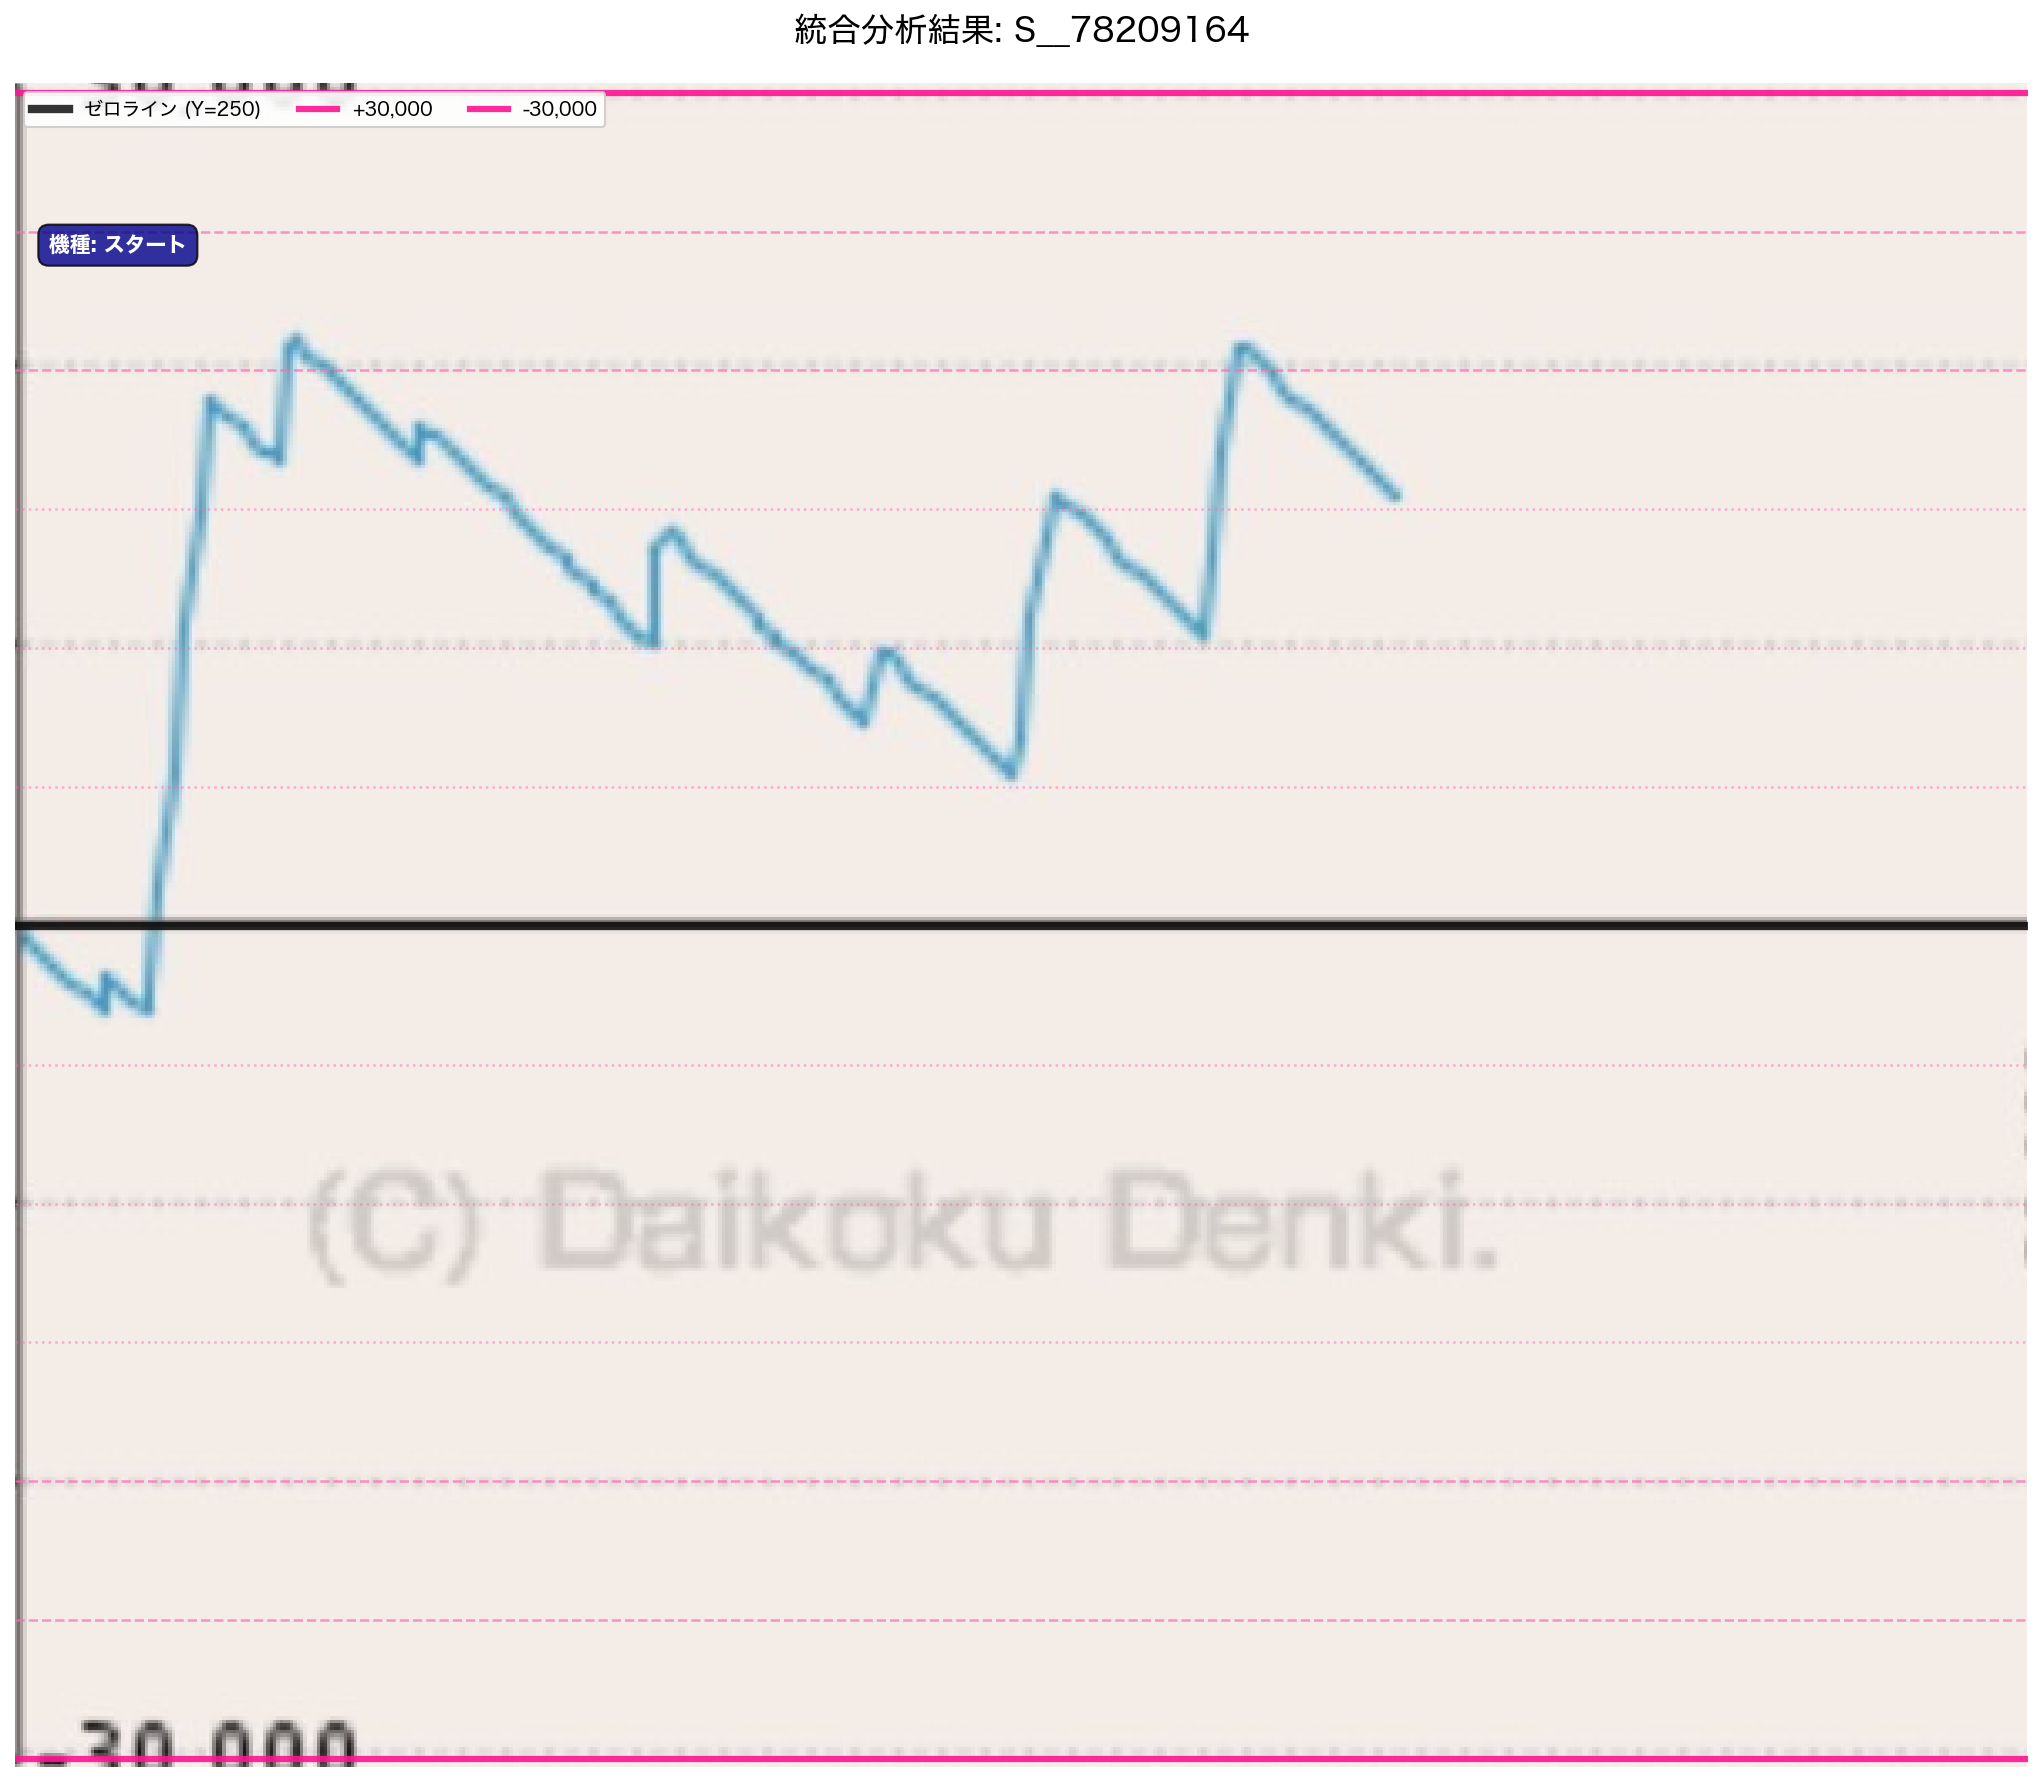 統合分析結果: S__78209164
ゼロライン (Y=250) +30,000 -30,000
機種: スタート
(C) Daikoku Denki.
-30,000